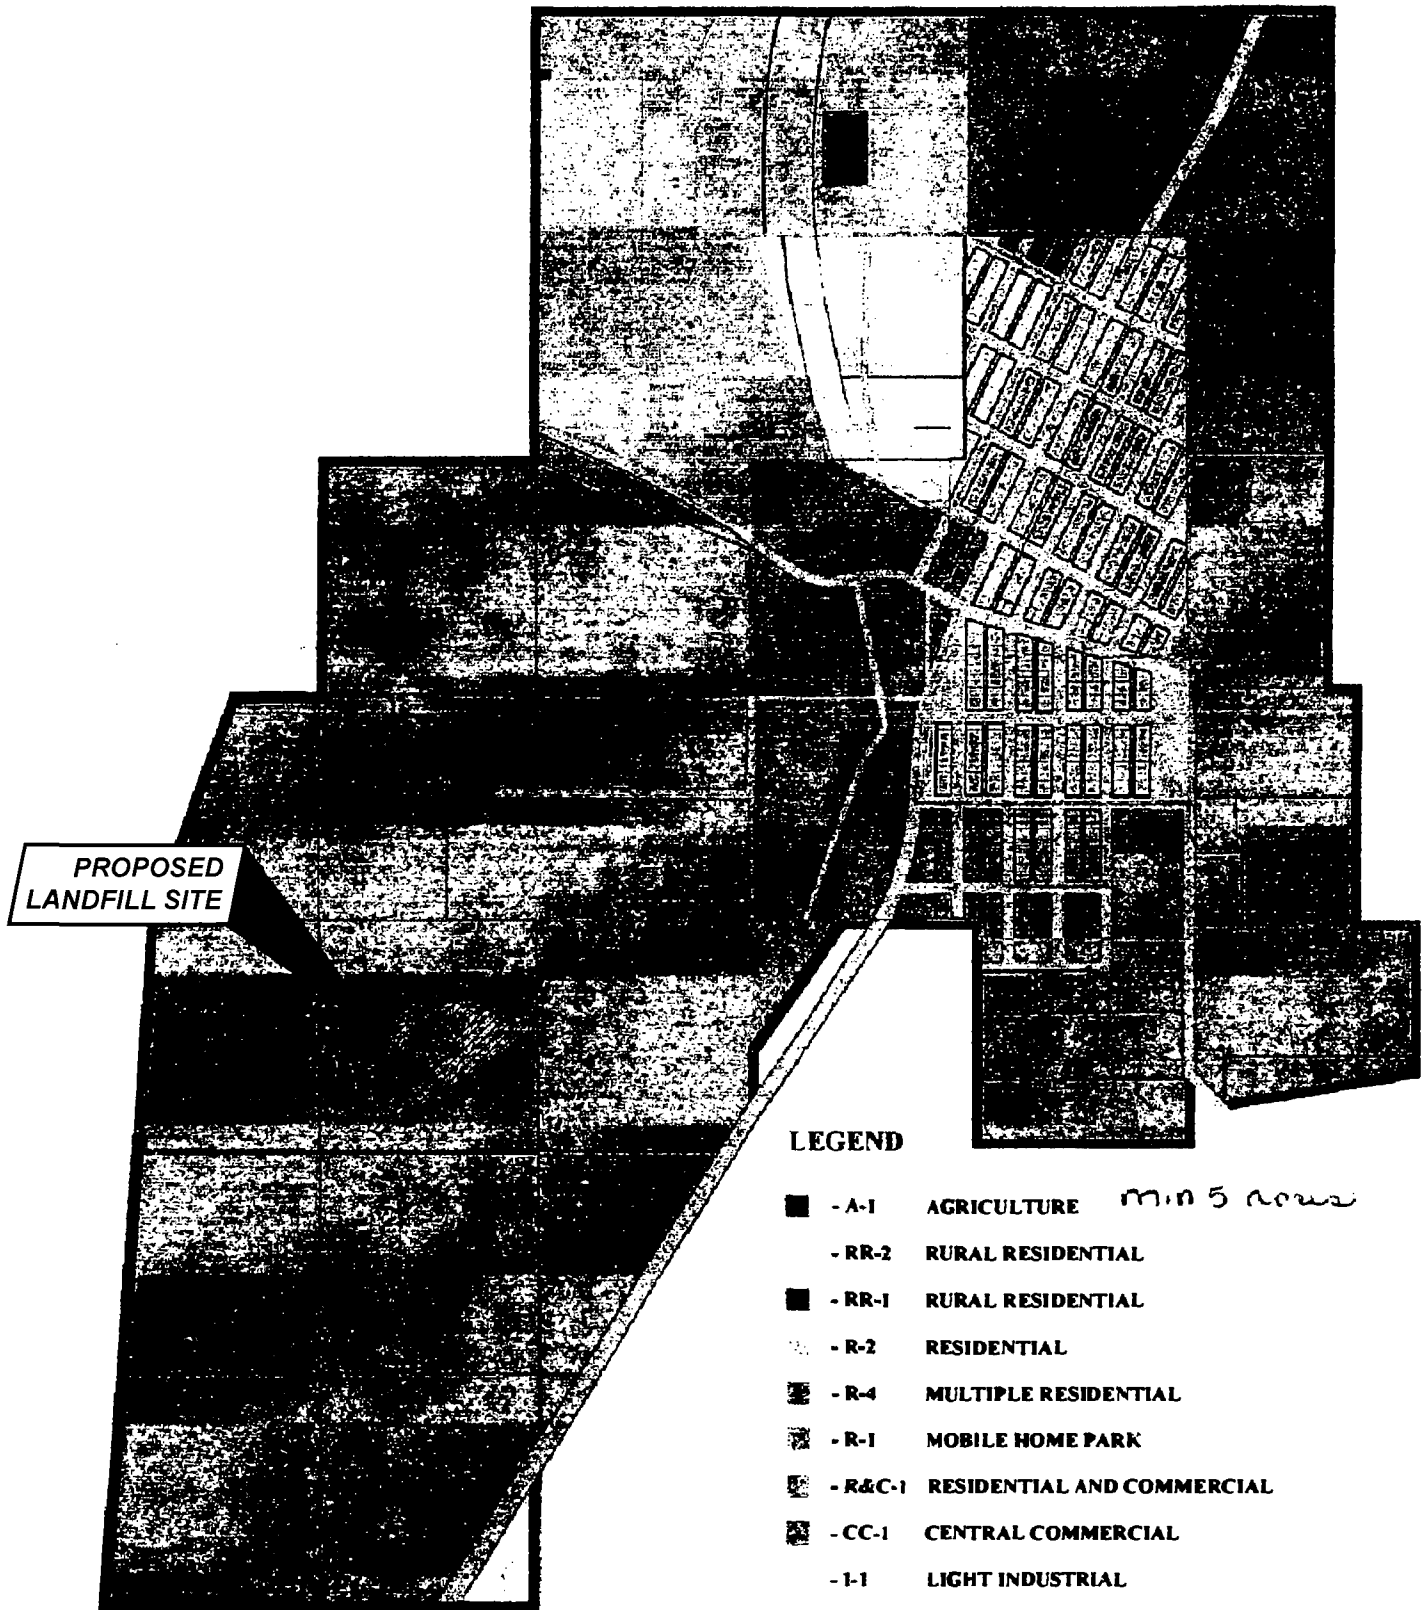 PROPOSED
LANDFILL SITE
LEGEND
- A-1 AGRICULTURE min 5 acres
- RR-2 RURAL RESIDENTIAL
- RR-1 RURAL RESIDENTIAL
- R-2 RESIDENTIAL
- R-4 MULTIPLE RESIDENTIAL
- R-1 MOBILE HOME PARK
- R&C-1 RESIDENTIAL AND COMMERCIAL
- CC-1 CENTRAL COMMERCIAL
- I-1 LIGHT INDUSTRIAL